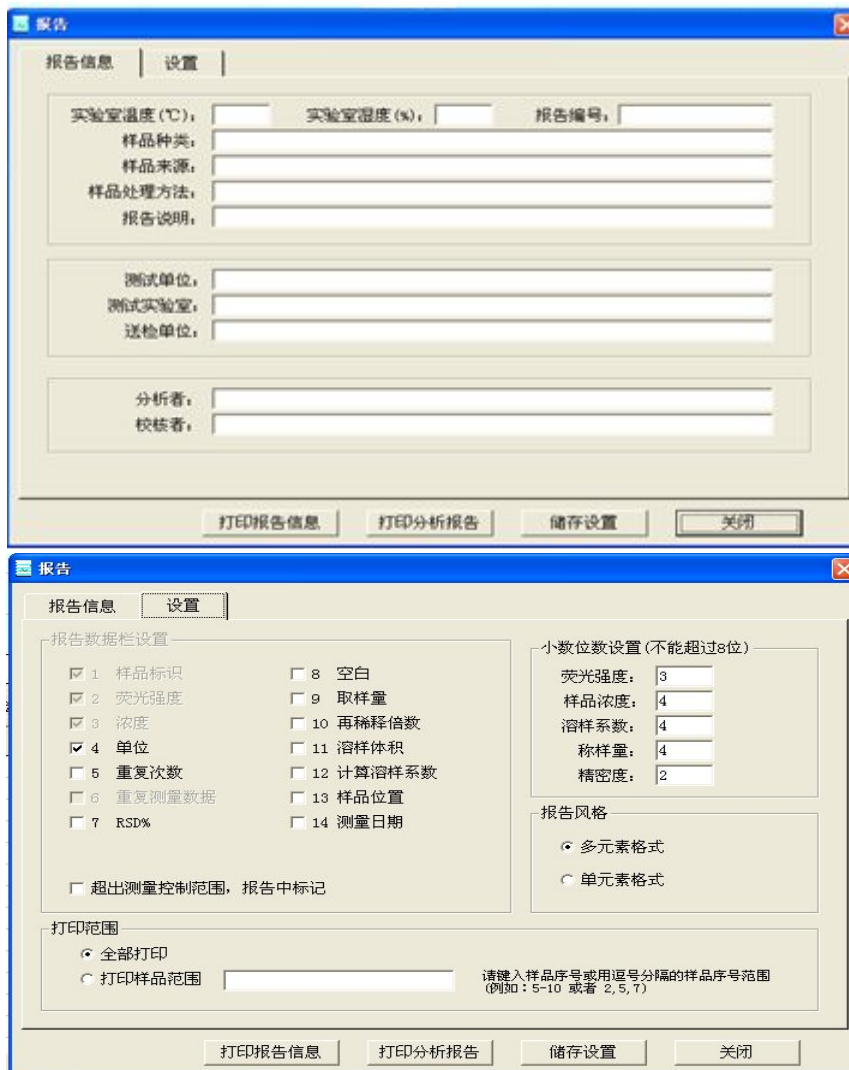 报告
报告信息 设置
实验室温度(℃): 实验室湿度(%): 报告编号:
样品种类:
样品来源:
样品处理方法:
报告说明:
测试单位:
测试实验室:
送检单位:
分析者:
校核者:
打印报告信息 打印分析报告 储存设置 关闭
报告
报告信息 设置
报告数据栏设置 小数位数设置(不能超过8位)
1 样品标识 8 空白 荧光强度: 3
2 荧光强度 9 取样量 样品浓度: 4
3 浓度 10 再稀释倍数 溶样系数: 4
4 单位 11 溶样体积 称样量: 4
5 重复次数 12 计算溶样系数 精密度: 2
6 重复测量数据 13 样品位置 报告风格
7 RSD% 14 测量日期 多元素格式
超出测量控制范围, 报告中标记 单元素格式
打印范围
全部打印
打印样品范围 请键入样品序号或用逗号分隔的样品序号范围
(例如:5-10 或者 2,5,7)
打印报告信息 打印分析报告 储存设置 关闭